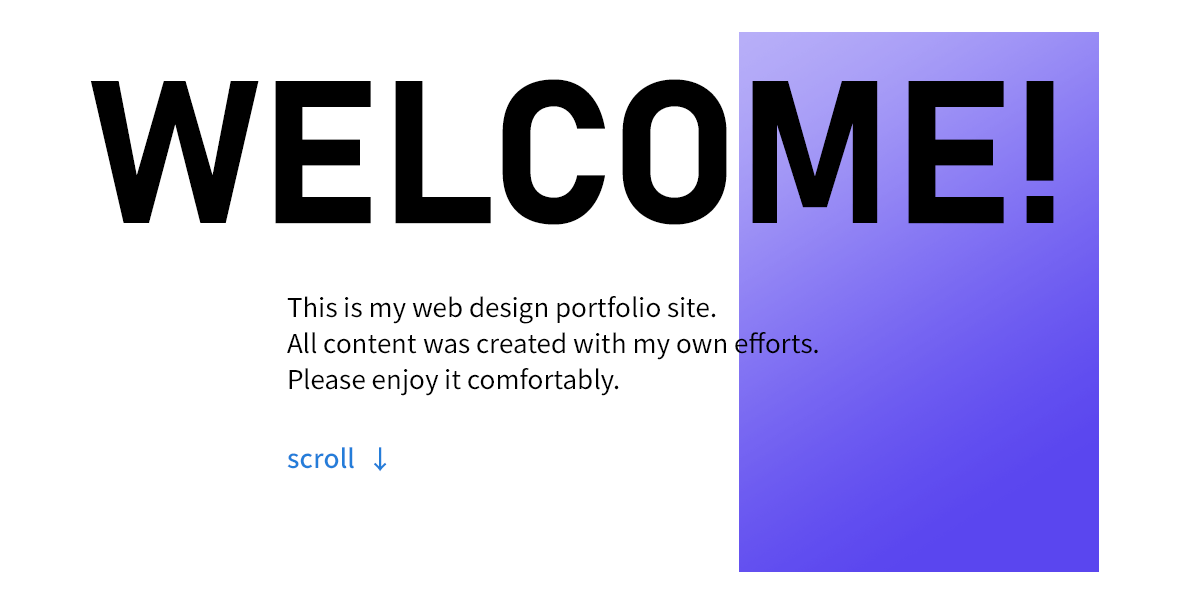 WELCOME!
This is my web design portfolio site.
All content was created with my own efforts.
Please enjoy it comfortably.
scroll ↓